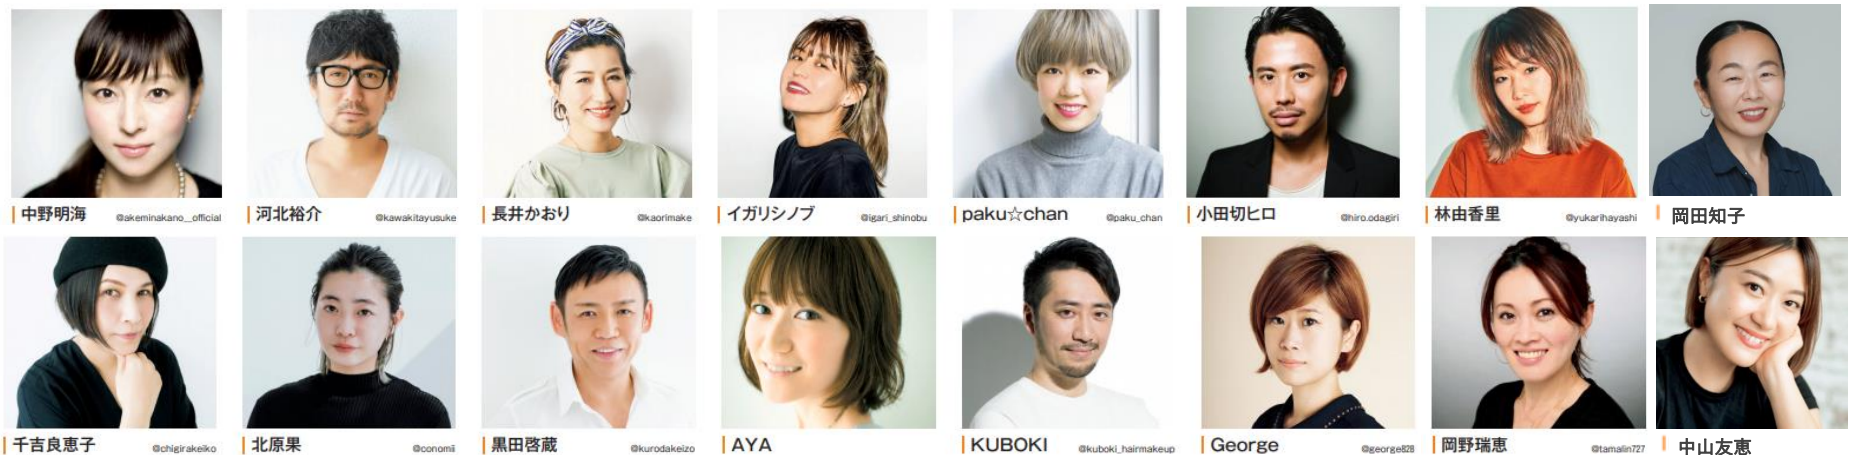 中野明海 @akeminakano__official
河北裕介 @kawakitayusuke
長井かおり @kaorimake
イガリシノブ @igari_shinobu
paku☆chan @paku_chan
小田切ヒロ @hiro.odagiri
林由香里 @yukarihayashi
岡田知子
千吉良恵子 @chigirakeiko
北原果 @conomii
黒田啓蔵 @kurodakeizo
AYA
KUBOKI @kuboki_hairmakeup
George @george828
岡野瑞恵 @tamalin727
中山友恵